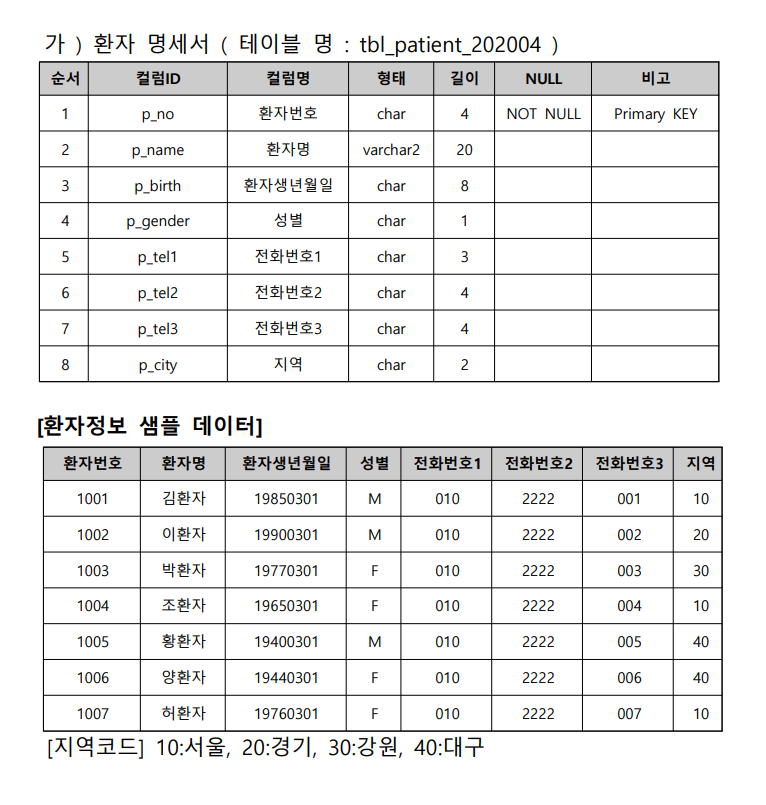 가 ) 환자 명세서 ( 테이블 명 : tbl_patient_202004 )
순서 컬럼ID 컬럼명 형태 길이 NULL 비고
1 p_no 환자번호 char 4 NOT NULL Primary KEY
2 p_name 환자명 varchar2 20
3 p_birth 환자생년월일 char 8
4 p_gender 성별 char 1
5 p_tel1 전화번호1 char 3
6 p_tel2 전화번호2 char 4
7 p_tel3 전화번호3 char 4
8 p_city 지역 char 2
[환자정보 샘플 데이터]
환자번호 환자명 환자생년월일 성별 전화번호1 전화번호2 전화번호3 지역
1001 김환자 19850301 M 010 2222 001 10
1002 이환자 19900301 M 010 2222 002 20
1003 박환자 19770301 F 010 2222 003 30
1004 조환자 19650301 F 010 2222 004 10
1005 황환자 19400301 M 010 2222 005 40
1006 양환자 19440301 F 010 2222 006 40
1007 허환자 19760301 F 010 2222 007 10
[지역코드] 10:서울, 20:경기, 30:강원, 40:대구